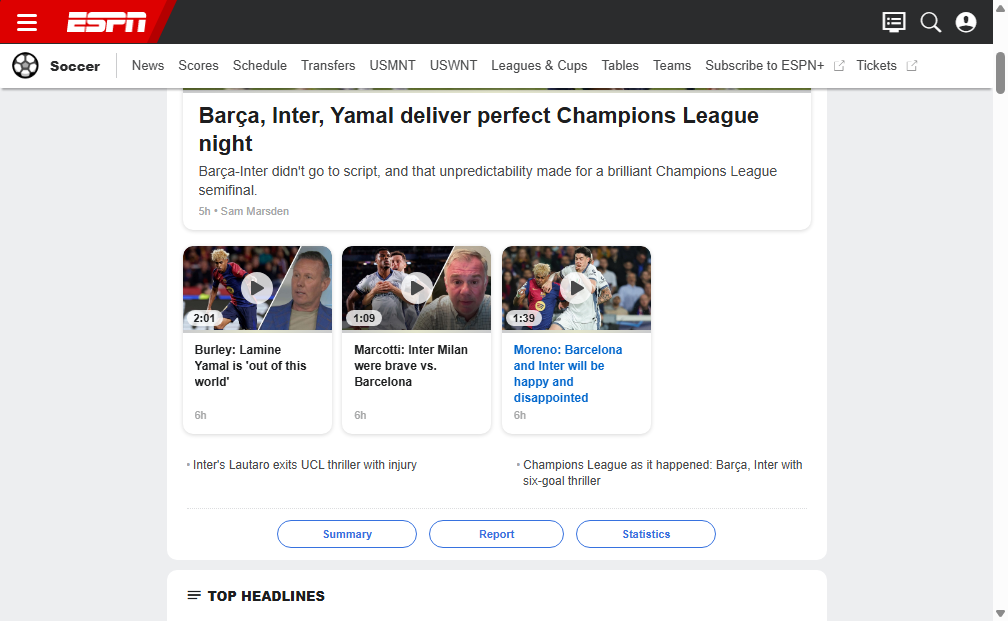 ESPN
Soccer
News Scores Schedule Transfers USMNT USWNT Leagues & Cups Tables Teams Subscribe to ESPN+ Tickets
Barça, Inter, Yamal deliver perfect Champions League
night
Barça-Inter didn't go to script, and that unpredictability made for a brilliant Champions League
semifinal.
5h • Sam Marsden
2:01
Burley: Lamine
Yamal is 'out of this
world'
6h
1:09
Marcotti: Inter Milan
were brave vs.
Barcelona
6h
1:39
Moreno: Barcelona
and Inter will be
happy and
disappointed
6h
Inter's Lautaro exits UCL thriller with injury
Champions League as it happened: Barça, Inter with
six-goal thriller
Summary
Report
Statistics
TOP HEADLINES